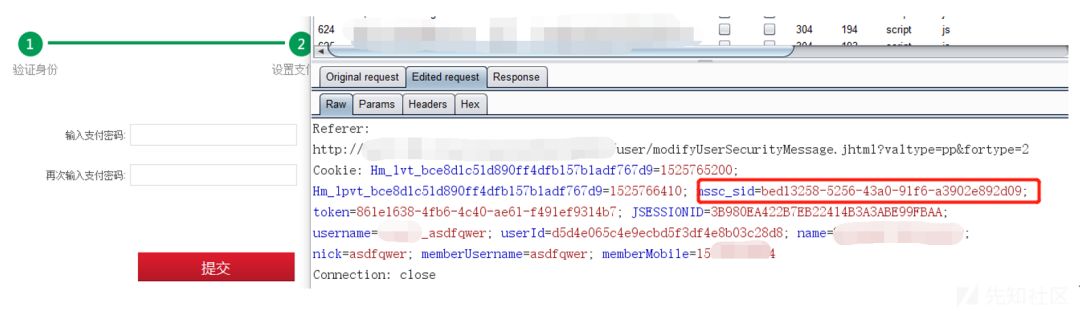 1
2
验证身份
设置支
输入支付密码:
再次输入支付密码:
提交
624 304 194 script js
304 193 script js
Original request Edited request Response
Raw Params Headers Hex
Referer:
http:// /user/modifyUserSecurityMessage.jhtml?valtype=pp&fortype=2
Cookie: Hm_lvt_bce8d1c51d890ff4dfb157b1adf767d9=1525765200;
Hm_lpvt_bce8d1c51d890ff4dfb157b1adf767d9=1525766410; mssc_sid=bed13258-5256-43a0-91f6-a3902e892d09;
token=861e1638-4fb6-4c40-ae61-f491ef9314b7; JSESSIONID=3B980EA422B7EB22414B3A3ABE99FBAA;
username= _asdfqwer; userId=d5d4e065c4e9ecbd5f3df4e8b03c28d8; name= ;
nick=asdfqwer; memberUsername=asdfqwer; memberMobile=15 4
Connection: close
先知社区